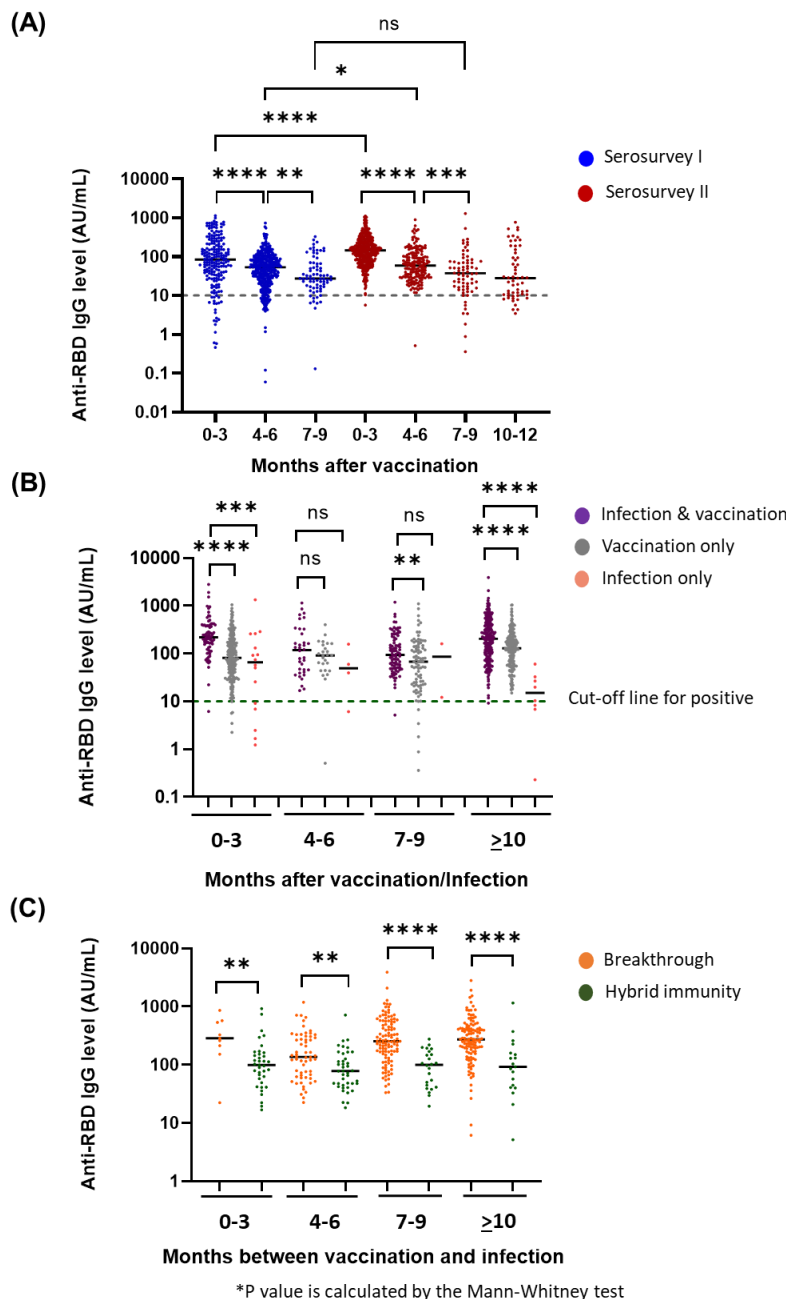 (A)
ns
*
****
**** ** **** ***
Serosurvey I
Serosurvey II
Anti-RBD IgG level (AU/mL)
10000
1000
100
10
1
0.1
0.01
0-3 4-6 7-9 0-3 4-6 7-9 10-12
Months after vaccination
(B)
***
****
ns
ns
ns
**
****
****
Infection & vaccination
Vaccination only
Infection only
Cut-off line for positive
Anti-RBD IgG level (AU/mL)
10000
1000
100
10
1
0.1
0-3 4-6 7-9 ≥10
Months after vaccination/Infection
(C)
** ** **** ****
Breakthrough
Hybrid immunity
Anti-RBD IgG level (AU/mL)
10000
1000
100
10
1
0-3 4-6 7-9 ≥10
Months between vaccination and infection
*P value is calculated by the Mann-Whitney test